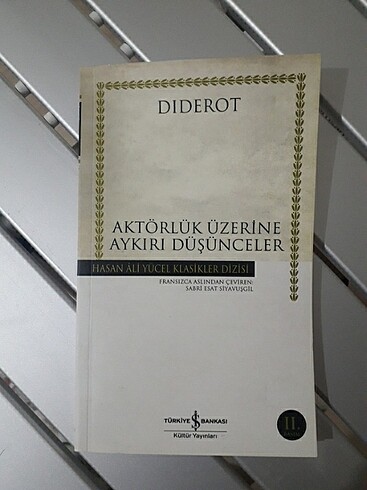 DIDEROT
AKTÖRLÜK ÜZERİNE
AYKIRI DÜŞÜNCELER
HASAN ÂLİ YÜCEL KLASİKLER DİZİSİ
FRANSIZCA ASLINDAN ÇEVİREN:
SABRİ ESAT SİYAVUŞGİL
TÜRKİYE İŞ BANKASI
Kültür Yayınları
11.